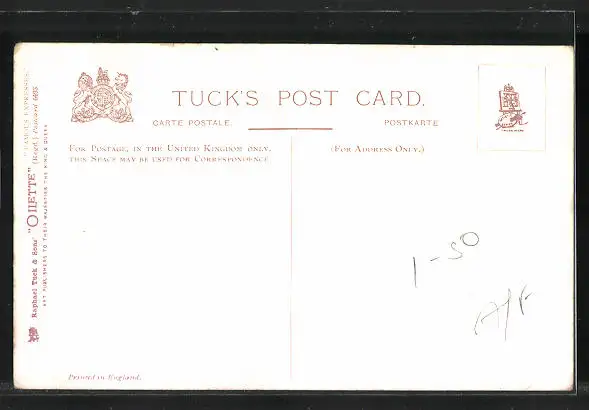 TUCK'S POST CARD.
CARTE POSTALE.
POSTKARTE
FOR POSTAGE, IN THE UNITED KINGDOM ONLY,
THIS SPACE MAY BE USED FOR CORRESPONDENCE
(FOR ADDRESS ONLY.)
Raphael Tuck & Sons' "OILETTE" (Regd.) Postcard
ART PUBLISHERS TO THEIR MAJESTIES THE KING & QUEEN
1-50
Printed in England.